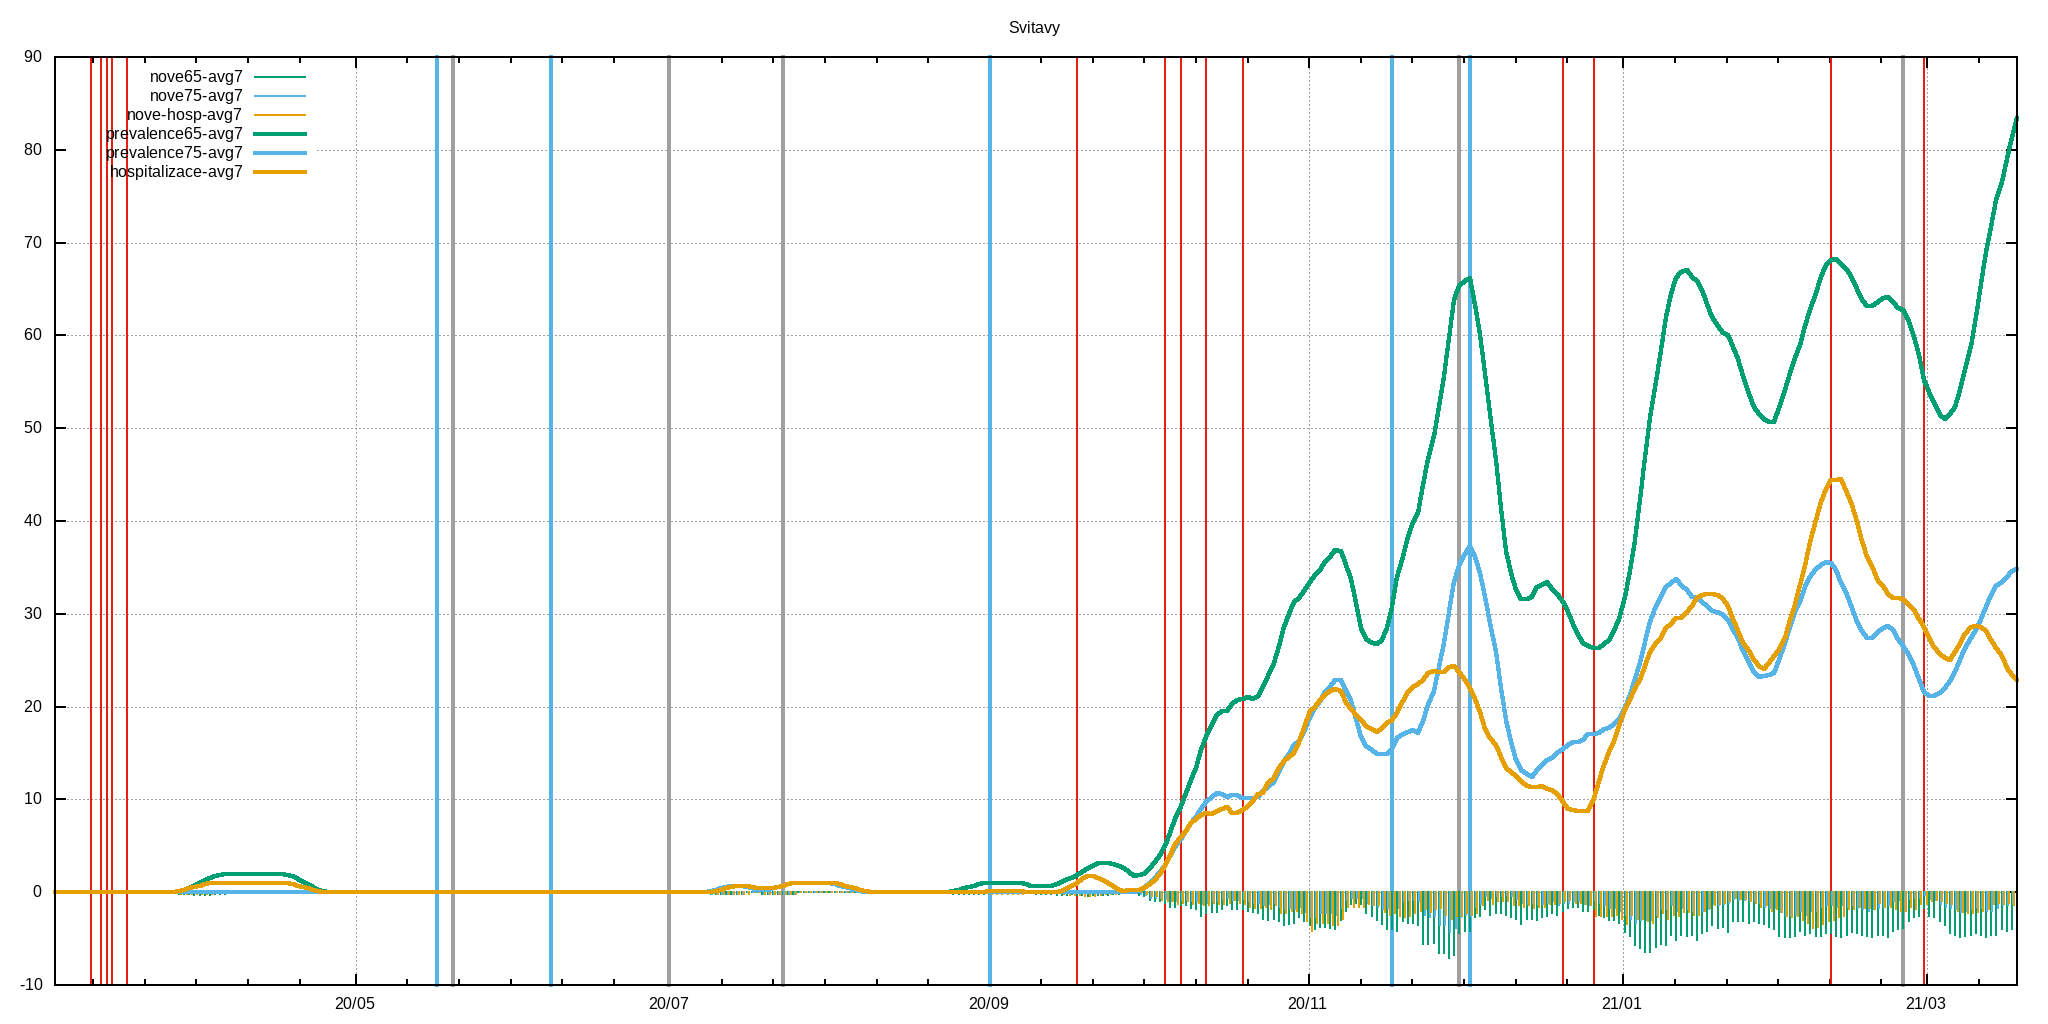 Svitavy
90
80
70
60
50
40
30
20
10
0
-10
nove65-avg7
nove75-avg7
nove-hosp-avg7
prevalence65-avg7
prevalence75-avg7
hospitalizace-avg7
20/05 20/07 20/09 20/11 21/01 21/03